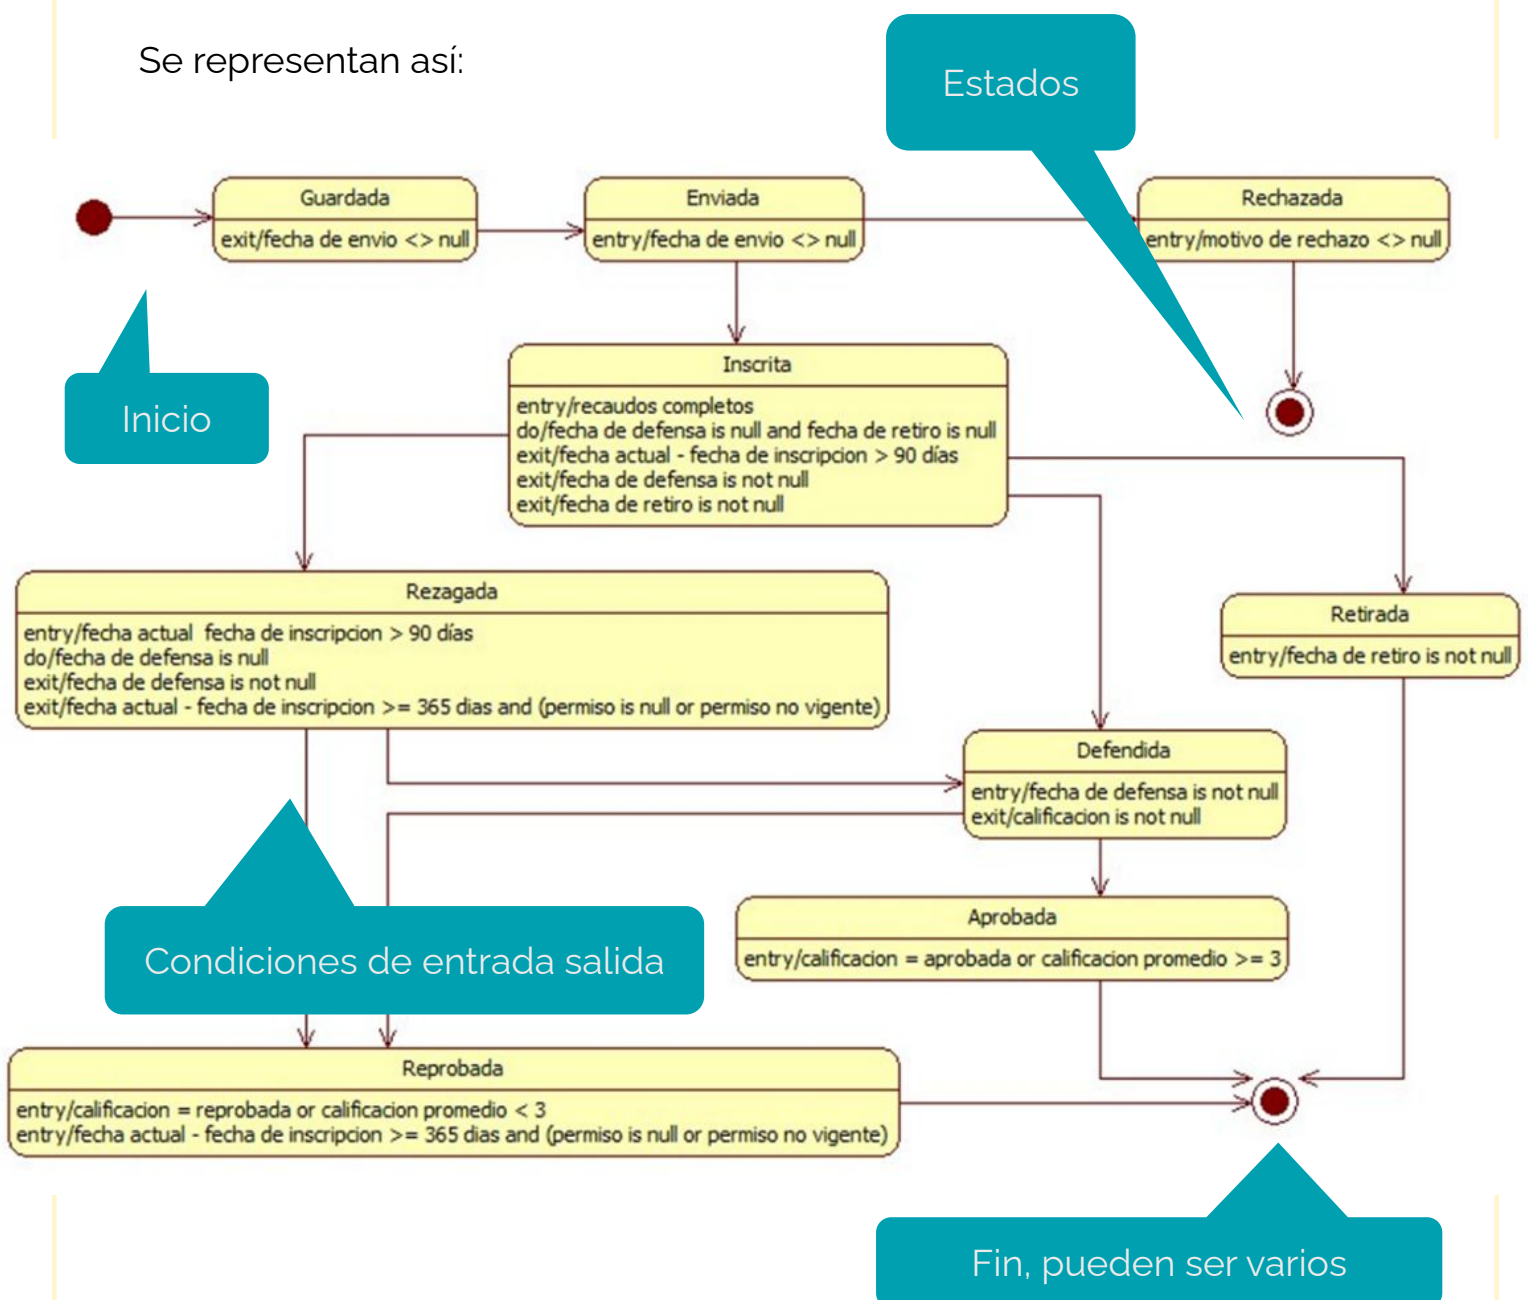 Se representan así:
Estados
Guardada
exit/fecha de envio <> null
Enviada
entry/fecha de envio <> null
Rechazada
entry/motivo de rechazo <> null
Inicio
Inscrita
entry/recaudos completos
do/fecha de defensa is null and fecha de retiro is null
exit/fecha actual - fecha de inscripcion > 90 días
exit/fecha de defensa is not null
exit/fecha de retiro is not null
Rezagada
entry/fecha actual fecha de inscripcion > 90 días
do/fecha de defensa is null
exit/fecha de defensa is not null
exit/fecha actual - fecha de inscripcion >= 365 dias and (permiso is null or permiso no vigente)
Retirada
entry/fecha de retiro is not null
Defendida
entry/fecha de defensa is not null
exit/calificacion is not null
Condiciones de entrada salida
Aprobada
entry/calificacion = aprobada or calificacion promedio >= 3
Reprobada
entry/calificacion = reprobada or calificacion promedio < 3
entry/fecha actual - fecha de inscripcion >= 365 dias and (permiso is null or permiso no vigente)
Fin, pueden ser varios